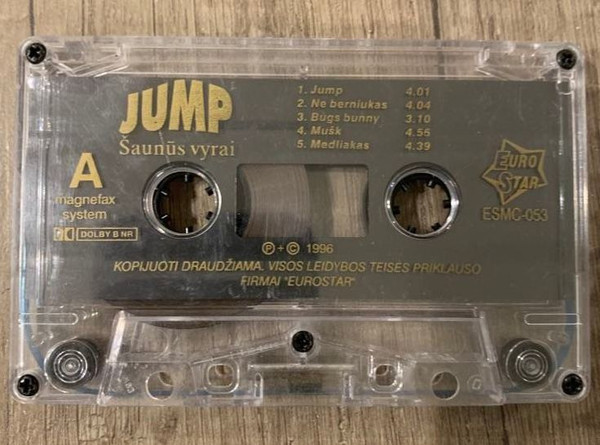 JUMP
Šaunūs vyrai
1. Jump 4.01
2. Ne berniukas 4.04
3. Bugs bunny 3.10
4. Mušk 4.55
5. Medliakas 4.39
A
magnefax
system
DOLBY B NR
EURO
STAR
ESMC-053
℗+© 1996
KOPIJUOTI DRAUDŽIAMA. VISOS LEIDYBOS TEISĖS PRIKLAUSO
FIRMAI "EUROSTAR"